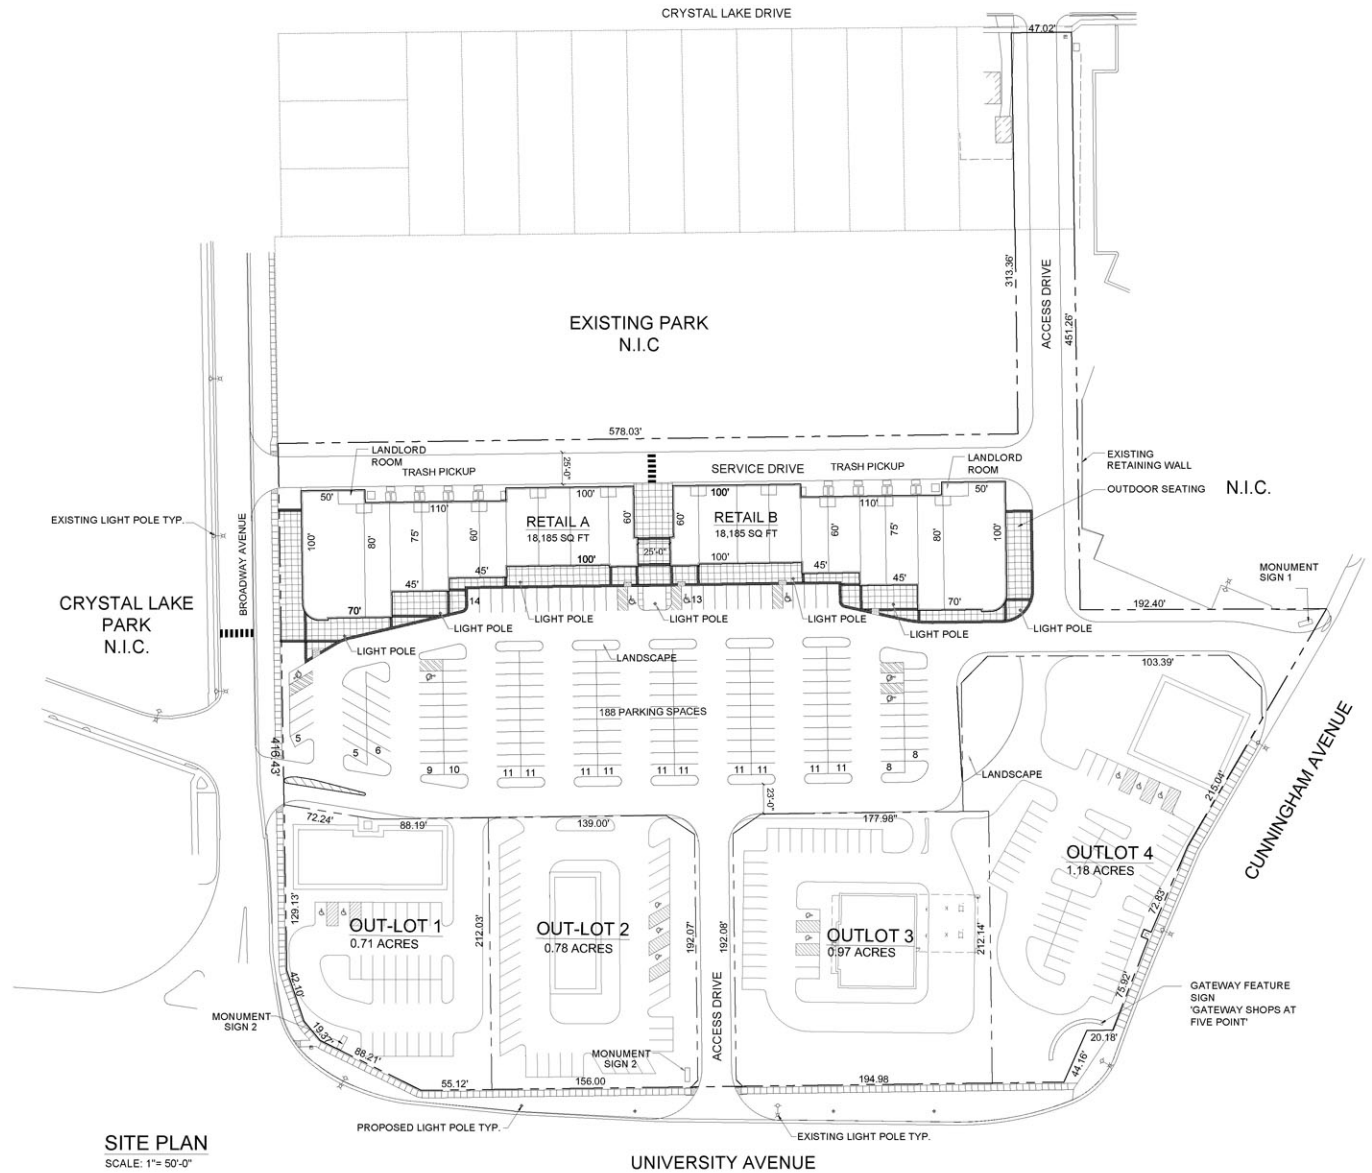 CRYSTAL LAKE DRIVE
47.02'
313.36'
ACCESS DRIVE
451.26'
EXISTING PARK
N.I.C
578.03'
25'-0"
LANDLORD
ROOM
TRASH PICKUP
SERVICE DRIVE
TRASH PICKUP
LANDLORD
ROOM
EXISTING
RETAINING WALL
OUTDOOR SEATING
N.I.C.
EXISTING LIGHT POLE TYP.
BROADWAY AVENUE
50'
110'
100'
100'
110'
50'
100'
80'
75'
60'
60'
60'
60'
75'
80'
100'
RETAIL A
18,185 SQ FT
RETAIL B
18,185 SQ FT
25'-0"
100'
100'
45'
45'
45'
45'
70'
70'
14
13
CRYSTAL LAKE
PARK
N.I.C.
MONUMENT
SIGN 1
192.40'
LIGHT POLE
LIGHT POLE
LIGHT POLE
LIGHT POLE
LIGHT POLE
LIGHT POLE
LIGHT POLE
LANDSCAPE
103.39'
188 PARKING SPACES
5
5
6
9
10
11
11
11
11
11
11
11
11
11
11
8
8
8
416.43'
LANDSCAPE
23'-0"
215.04'
CUNNINGHAM AVENUE
72.24'
88.19'
139.00'
177.98"
OUTLOT 4
1.18 ACRES
129.13'
OUT-LOT 1
0.71 ACRES
212.03'
OUT-LOT 2
0.78 ACRES
192.07'
192.08'
OUTLOT 3
0.97 ACRES
212.14'
72.83'
75.92'
42.10'
ACCESS DRIVE
GATEWAY FEATURE
SIGN
'GATEWAY SHOPS AT
FIVE POINT'
MONUMENT
SIGN 2
19.37'
88.21'
MONUMENT
SIGN 2
20.18'
44.16'
55.12'
156.00
194.98
PROPOSED LIGHT POLE TYP.
EXISTING LIGHT POLE TYP.
SITE PLAN
SCALE: 1"= 50'-0"
UNIVERSITY AVENUE